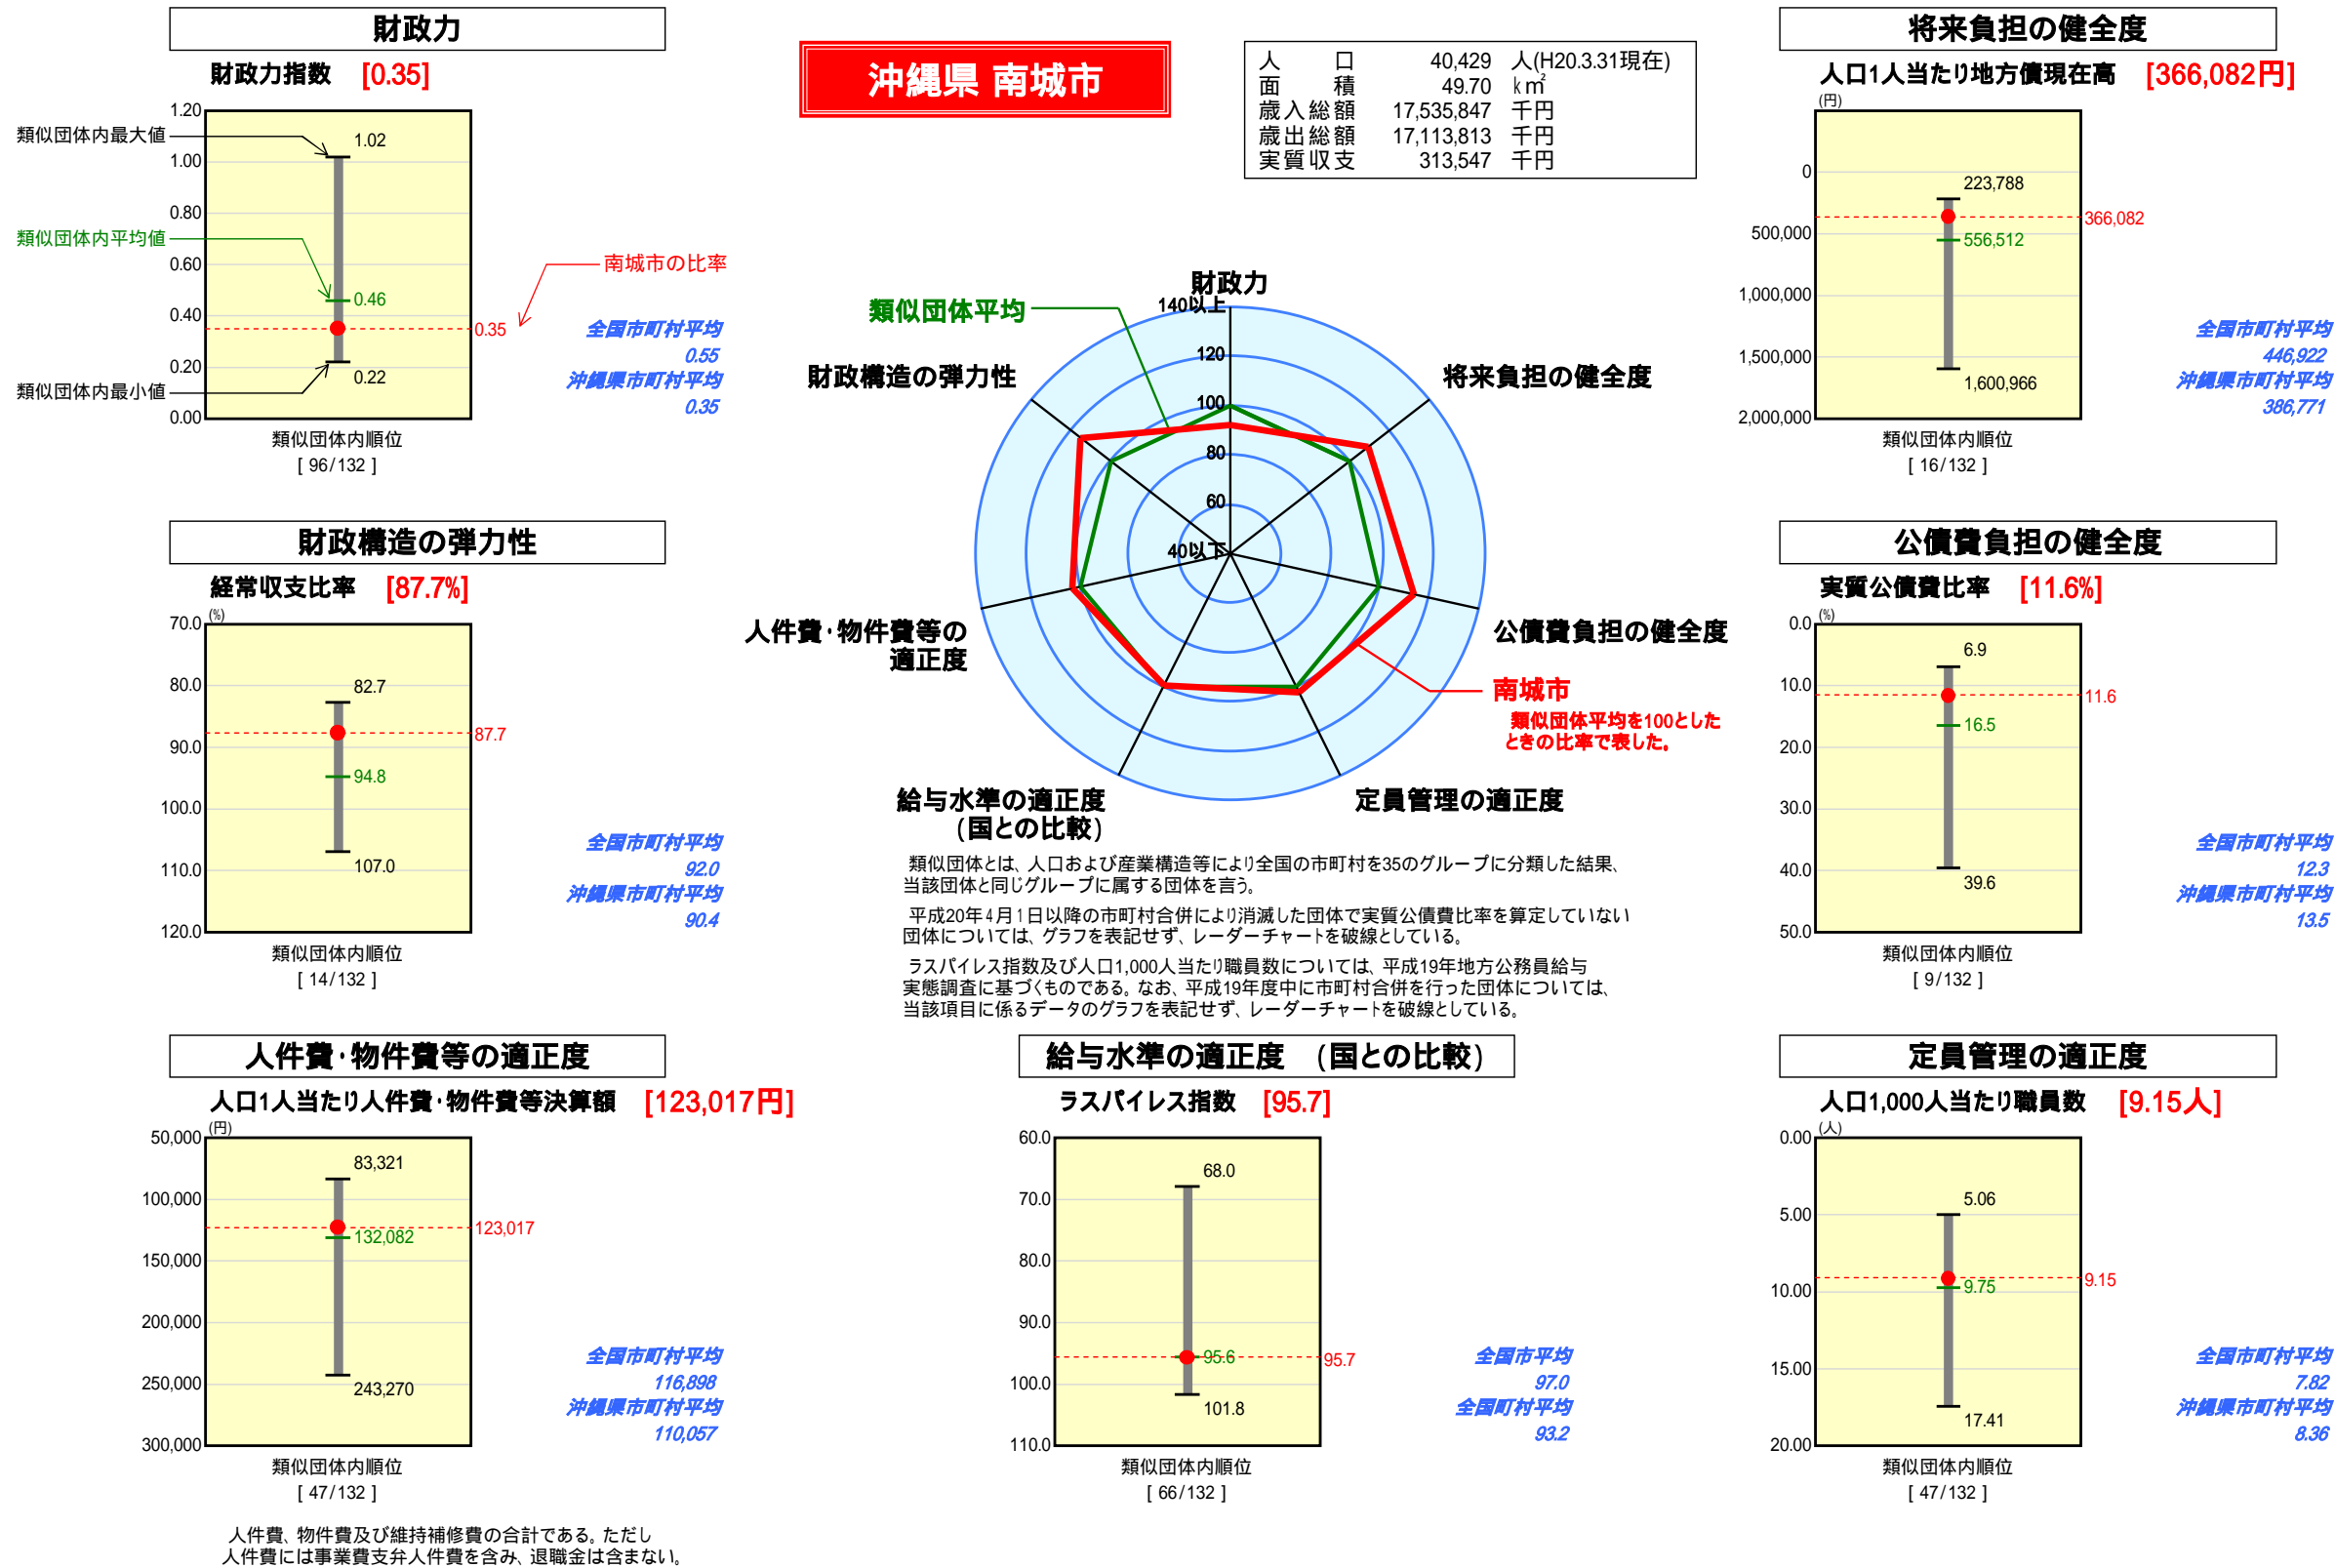 財政力
財政力指数 [0.35]
1.20
1.00
0.80
0.60
0.40
0.20
0.00
類似団体内最大値
類似団体内平均値
類似団体内最小値
1.02
0.46
0.22
0.35
南城市の比率
全国市町村平均
0.55
沖縄県市町村平均
0.35
類似団体内順位
[ 96/132 ]
沖縄県 南城市
人口 40,429 人(H20.3.31現在)
面積 49.70 k㎡
歳入総額 17,535,847 千円
歳出総額 17,113,813 千円
実質収支 313,547 千円
将来負担の健全度
人口1人当たり地方債現在高 [366,082円]
(円)
0
500,000
1,000,000
1,500,000
2,000,000
223,788
366,082
556,512
1,600,966
全国市町村平均
446,922
沖縄県市町村平均
386,771
類似団体内順位
[ 16/132 ]
類似団体平均
財政力
140以上
120
100
80
60
40以下
財政構造の弾力性
将来負担の健全度
人件費・物件費等の
適正度
公債費負担の健全度
給与水準の適正度
(国との比較)
定員管理の適正度
南城市
類似団体平均を100とした
ときの比率で表した。
財政構造の弾力性
経常収支比率 [87.7%]
(%)
70.0
80.0
90.0
100.0
110.0
120.0
82.7
87.7
94.8
107.0
全国市町村平均
92.0
沖縄県市町村平均
90.4
類似団体内順位
[ 14/132 ]
公債費負担の健全度
実質公債費比率 [11.6%]
(%)
0.0
10.0
20.0
30.0
40.0
50.0
6.9
11.6
16.5
39.6
全国市町村平均
12.3
沖縄県市町村平均
13.5
類似団体内順位
[ 9/132 ]
類似団体とは、人口および産業構造等により全国の市町村を35のグループに分類した結果、
当該団体と同じグループに属する団体を言う。
平成20年4月1日以降の市町村合併により消滅した団体で実質公債費比率を算定していない
団体については、グラフを表記せず、レーダーチャートを破線としている。
ラスパイレス指数及び人口1,000人当たり職員数については、平成19年地方公務員給与
実態調査に基づくものである。なお、平成19年度中に市町村合併を行った団体については、
当該項目に係るデータのグラフを表記せず、レーダーチャートを破線としている。
人件費・物件費等の適正度
人口1人当たり人件費・物件費等決算額 [123,017円]
(円)
50,000
100,000
150,000
200,000
250,000
300,000
83,321
123,017
132,082
243,270
全国市町村平均
116,898
沖縄県市町村平均
110,057
類似団体内順位
[ 47/132 ]
人件費、物件費及び維持補修費の合計である。ただし
人件費には事業費支弁人件費を含み、退職金は含まない。
給与水準の適正度 (国との比較)
ラスパイレス指数 [95.7]
60.0
70.0
80.0
90.0
100.0
110.0
68.0
95.6
95.7
101.8
全国市平均
97.0
全国町村平均
93.2
類似団体内順位
[ 66/132 ]
定員管理の適正度
人口1,000人当たり職員数 [9.15人]
(人)
0.00
5.00
10.00
15.00
20.00
5.06
9.15
9.75
17.41
全国市町村平均
7.82
沖縄県市町村平均
8.36
類似団体内順位
[ 47/132 ]